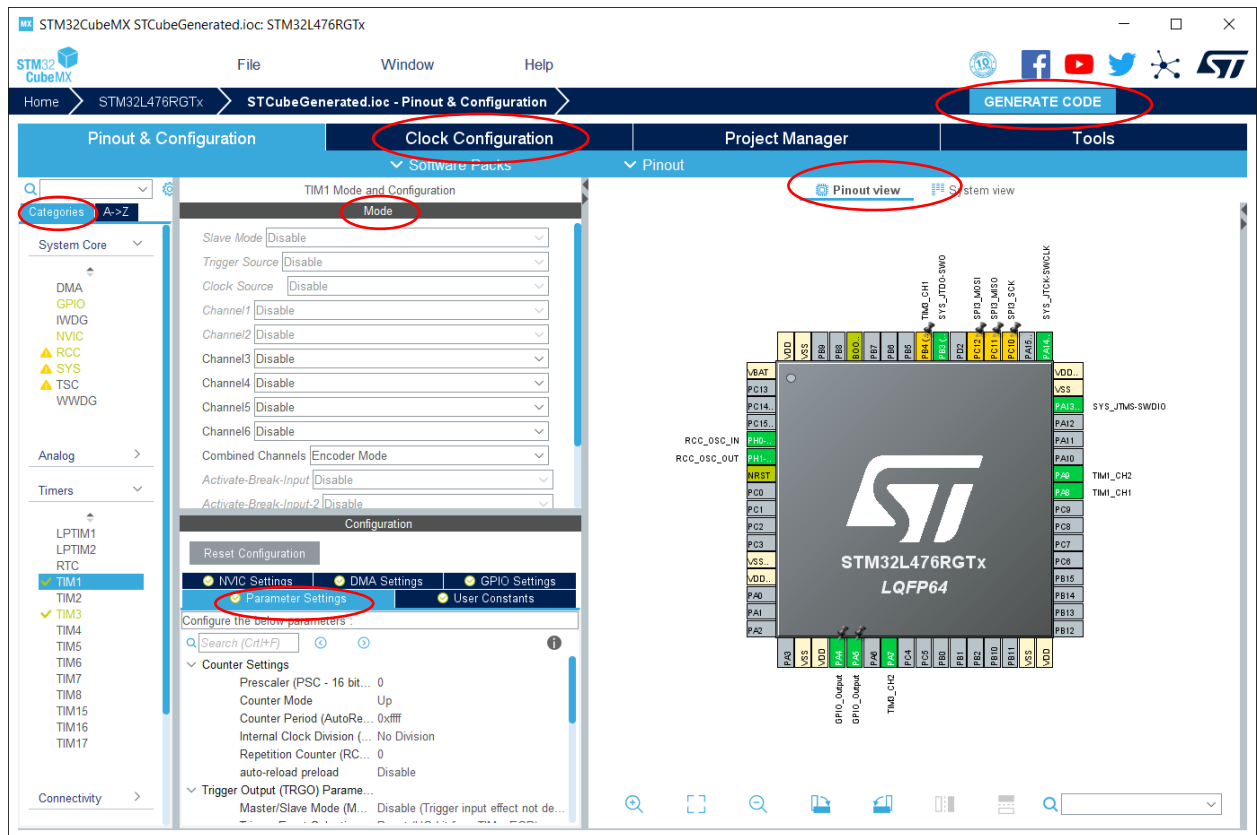 MX STM32CubeMX STCubeGenerated.ioc: STM32L476RGTx
STM32 CubeMX
File Window Help
10
Home STM32L476RGTx STCubeGenerated.ioc - Pinout & Configuration GENERATE CODE
Pinout & Configuration Clock Configuration Project Manager Tools
Software Packs Pinout
Categories A->Z
System Core
DMA
GPIO
IWDG
NVIC
RCC
SYS
TSC
WWDG
Analog
Timers
LPTIM1
LPTIM2
RTC
TIM1
TIM2
TIM3
TIM4
TIM5
TIM6
TIM7
TIM8
TIM15
TIM16
TIM17
Connectivity
TIM1 Mode and Configuration
Mode
Slave Mode Disable
Trigger Source Disable
Clock Source Disable
Channel1 Disable
Channel2 Disable
Channel3 Disable
Channel4 Disable
Channel5 Disable
Channel6 Disable
Combined Channels Encoder Mode
Activate-Break-Input Disable
Activate-Break-Input-2 Disable
Configuration
Reset Configuration
NVIC Settings DMA Settings GPIO Settings
Parameter Settings User Constants
Configure the below parameters :
Search (Crtl+F)
Counter Settings
Prescaler (PSC - 16 bit... 0
Counter Mode Up
Counter Period (AutoRe... 0xffff
Internal Clock Division (... No Division
Repetition Counter (RC... 0
auto-reload preload Disable
Trigger Output (TRGO) Parame...
Master/Slave Mode (M... Disable (Trigger input effect not de...
Pinout view System view
TIM3_CH1
SYS_JTDO-SWO
SPI3_MOSI
SPI3_MISO
SPI3_SCK
SYS_JTCK-SWCLK
VDD
VSS
PB9
PB8
BOO..
PB7
PB6
PB5
PB4 (..
PB3 (..
PD2
PC12
PC11
PC10
PA15..
PA14..
VBAT
PC13
PC14..
PC15..
RCC_OSC_IN PH0-..
RCC_OSC_OUT PH1-..
NRST
PC0
PC1
PC2
PC3
VSS..
VDD..
PA0
PA1
PA2
VDD..
VSS
PA13.. SYS_JTMS-SWDIO
PA12
PA11
PA10
PA9 TIM1_CH2
PA8 TIM1_CH1
PC9
PC8
PC7
PC6
PB15
PB14
PB13
PB12
STM32L476RGTx
LQFP64
PA3
VSS
VDD
PA4
PA5
PA6
PA7
PC4
PC5
PB0
PB1
PB2
PB10
PB11
VSS
VDD
GPIO_Output
GPIO_Output
TIM3_CH2